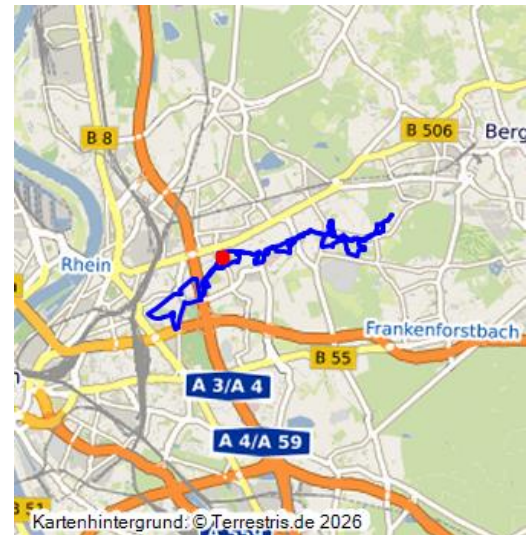 B 506
Berg
B 8
Rhein
Frankenforstbach
B 55
A 3/A 4
A 4/A 59
B 51
Kartenhintergrund: © Terrestris.de 2026